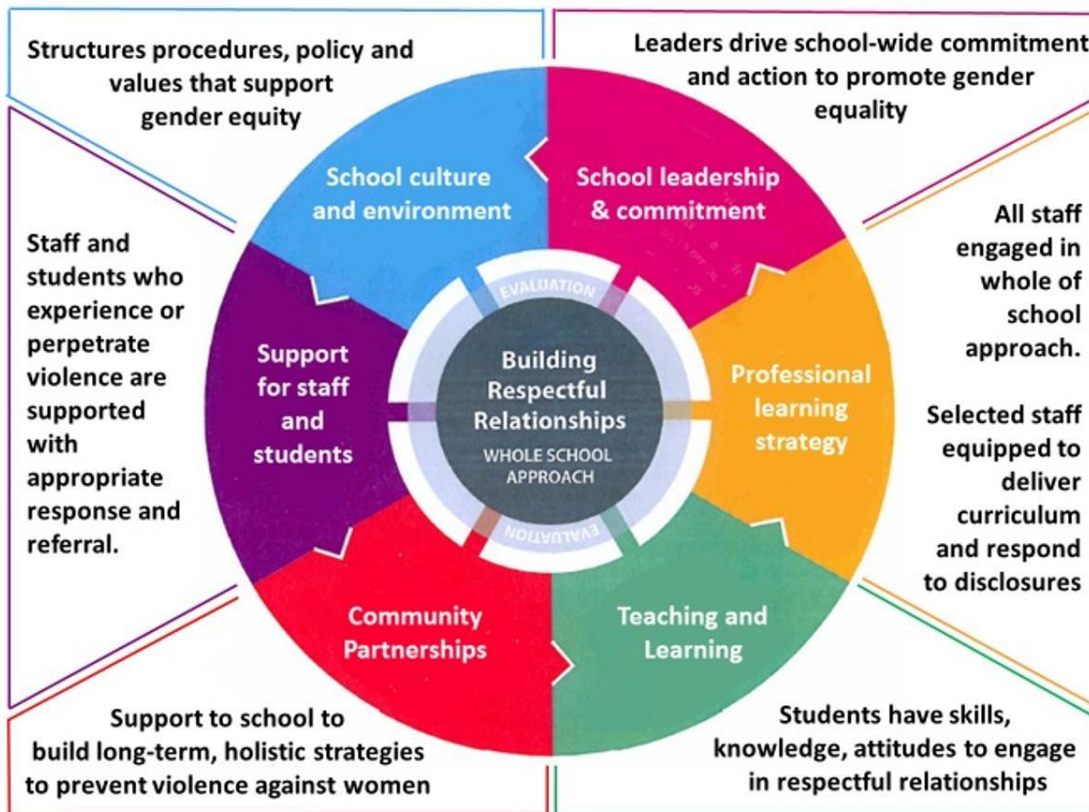 Structures procedures, policy and
values that support
gender equity
Leaders drive school-wide commitment
and action to promote gender
equality
School culture
and environment
School leadership
& commitment
Staff and
students who
experience or
perpetrate
violence are
supported
with
appropriate
response and
referral.
All staff
engaged in
whole of
school
approach.
Selected staff
equipped to
deliver
curriculum
and respond
to disclosures
Support
for staff
and
students
EVALUATION
Building
Respectful
Relationships
WHOLE SCHOOL
APPROACH
EVALUATION
Professional
learning
strategy
Community
Partnerships
Teaching and
Learning
Support to school to
build long-term, holistic strategies
to prevent violence against women
Students have skills,
knowledge, attitudes to engage
in respectful relationships